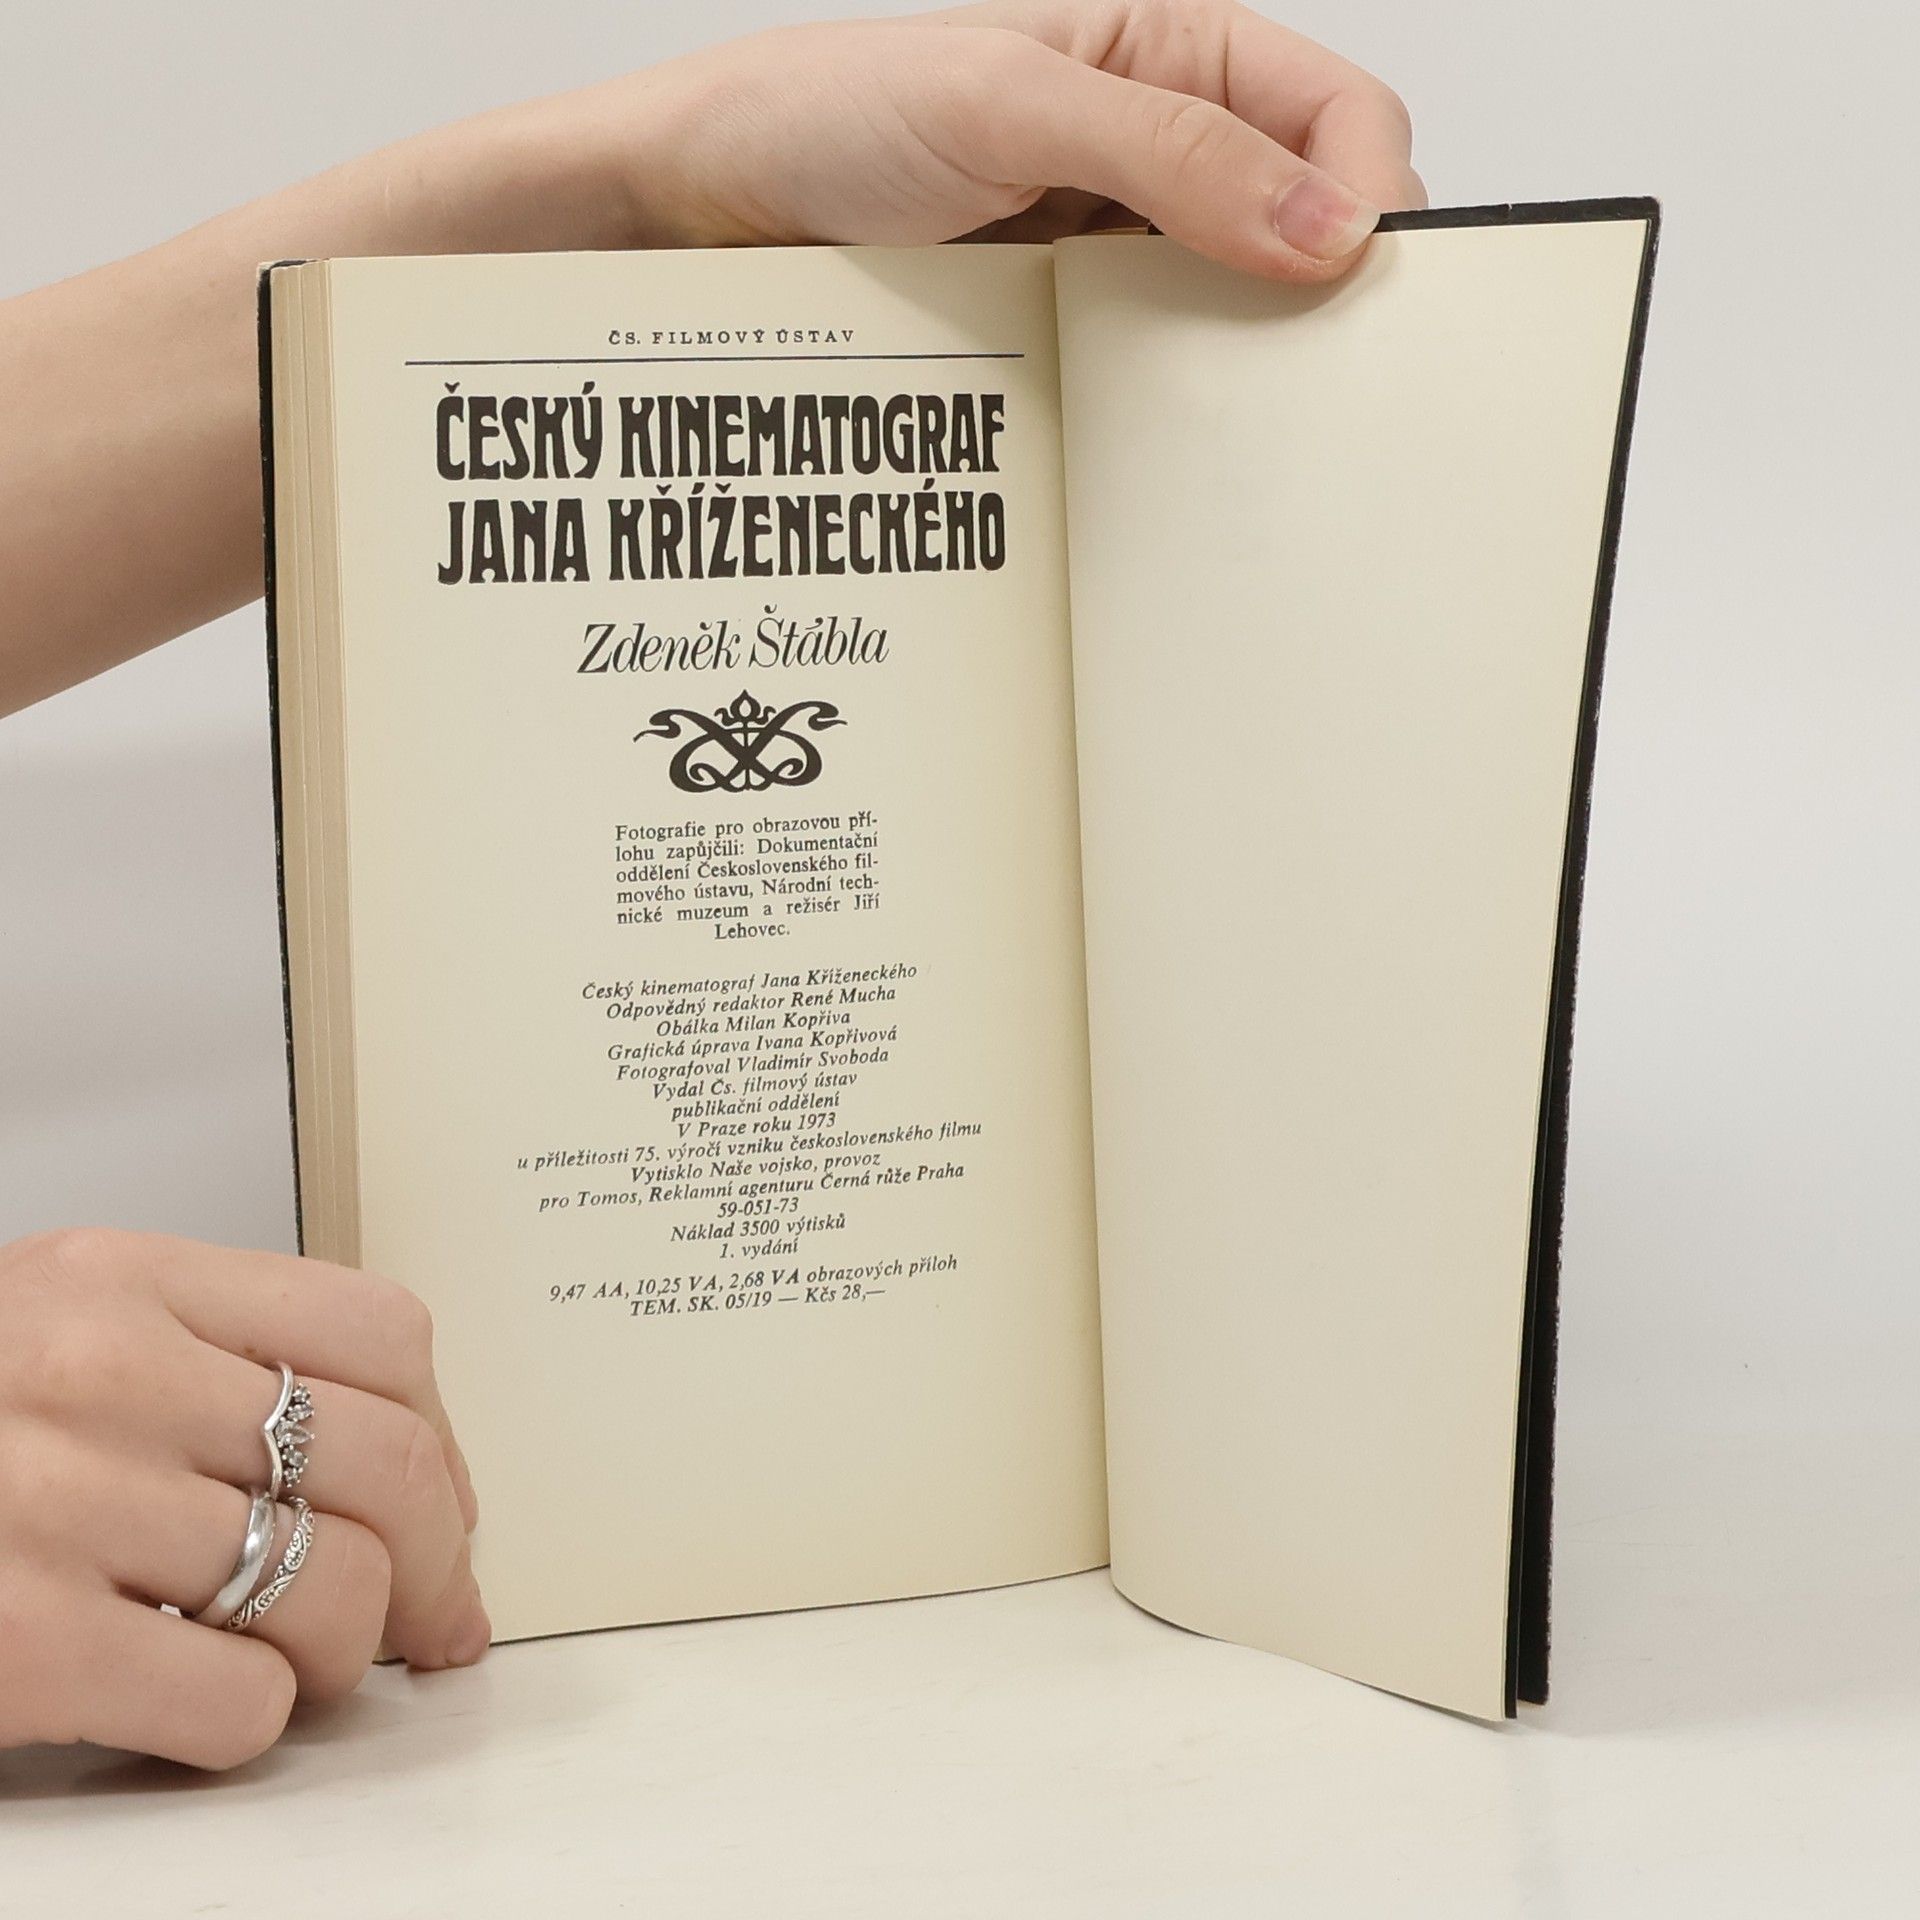 ČS. FILMOVÝ ÚSTAV
ČESKÝ KINEMATOGRAF
JANA KŘÍŽENECKÉHO
Zdeněk Štábla
Fotografie pro obrazovou pří-
lohu zapůjčili: Dokumentační
oddělení Československého fil-
mového ústavu, Národní tech-
nické muzeum a režisér Jiří
Lehovec.
Český kinematograf Jana Kříženeckého
Odpovědný redaktor René Mucha
Obálka Milan Kopřiva
Grafická úprava Ivana Kopřivová
Fotografoval Vladimír Svoboda
Vydal Čs. filmový ústav
publikační oddělení
V Praze roku 1973
u příležitosti 75. výročí vzniku československého filmu
Vytisklo Naše vojsko, provoz
pro Tomos, Reklamní agenturu Černá růže Praha
59-051-73
Náklad 3500 výtisků
1. vydání
9,47 AA, 10,25 VA, 2,68 VA obrazových příloh
TEM. SK. 05/19 — Kčs 28,—